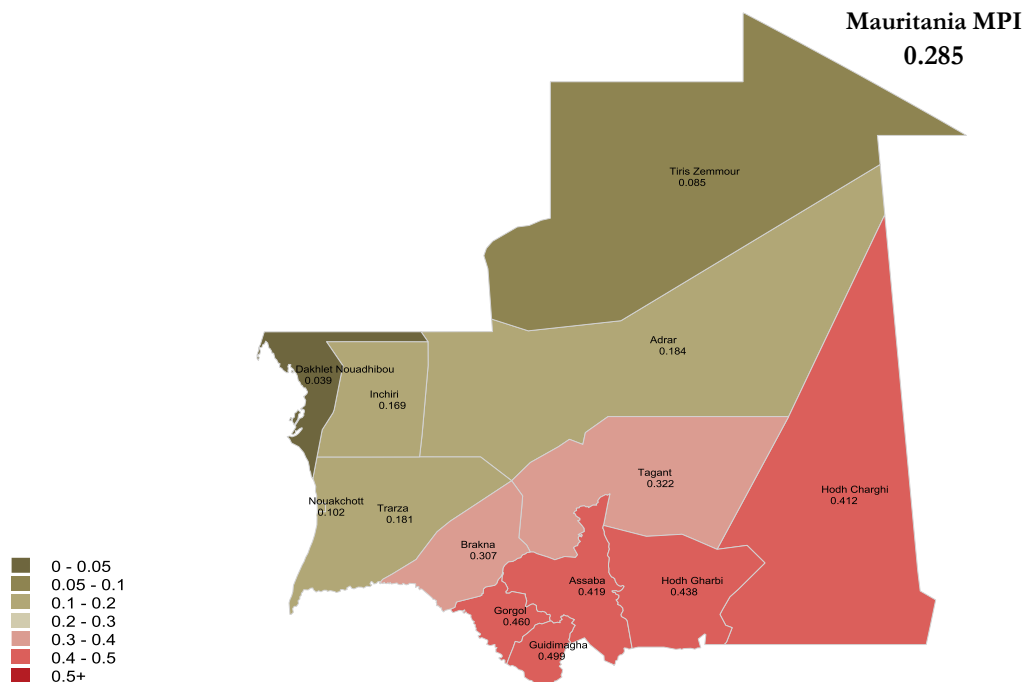 Mauritania MPI
0.285
Tiris Zemmour
0.085
Adrar
0.184
Dakhlet Nouadhibou
0.039
Inchiri
0.169
Tagant
0.322
Hodh Charghi
0.412
Nouakchott
0.102
Trarza
0.181
Brakna
0.307
Assaba
0.419
Hodh Gharbi
0.438
Gorgol
0.460
Guidimagha
0.499
0 - 0.05
0.05 - 0.1
0.1 - 0.2
0.2 - 0.3
0.3 - 0.4
0.4 - 0.5
0.5+